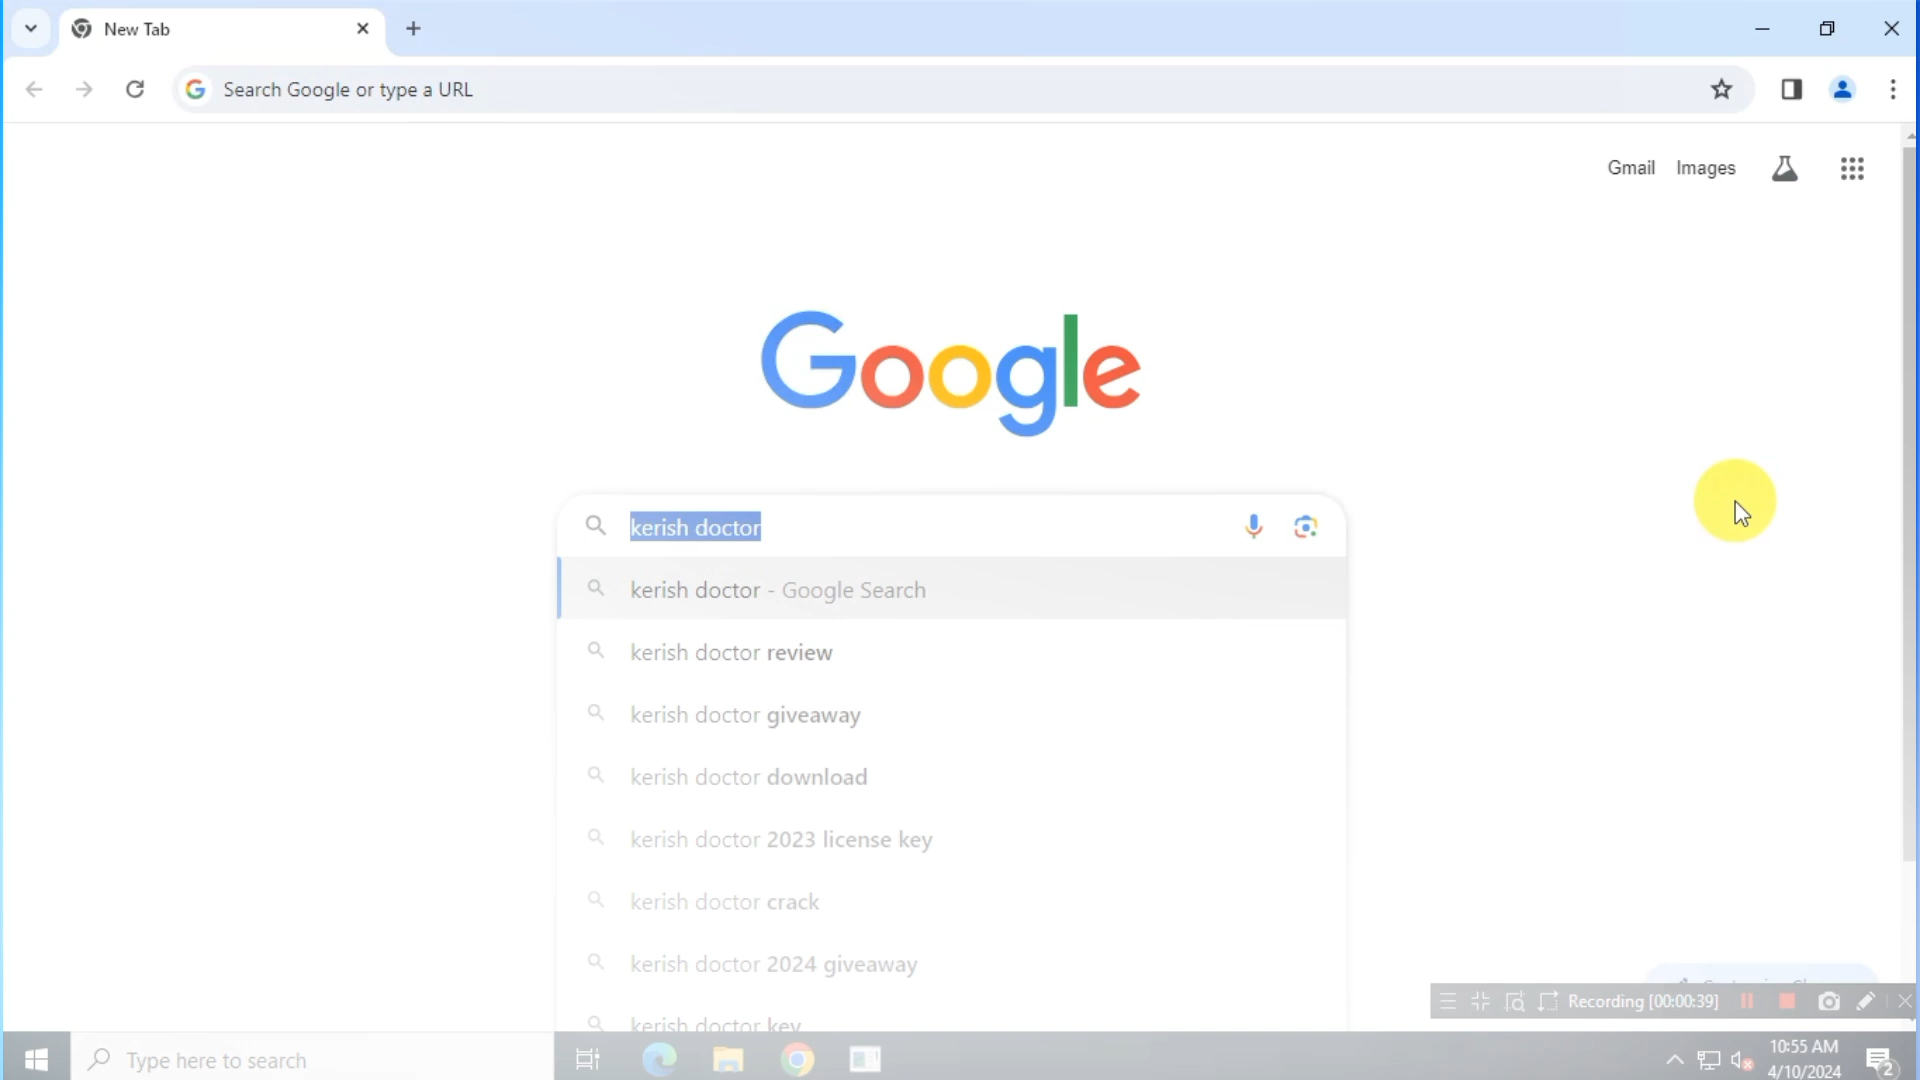 New Tab
Search Google or type a URL
Gmail Images
Google
kerish doctor
kerish doctor - Google Search
kerish doctor review
kerish doctor giveaway
kerish doctor download
kerish doctor 2023 license key
kerish doctor crack
kerish doctor 2024 giveaway
kerish doctor key
Recording [00:00:39]
Type here to search
10:55 AM
4/10/2024
2